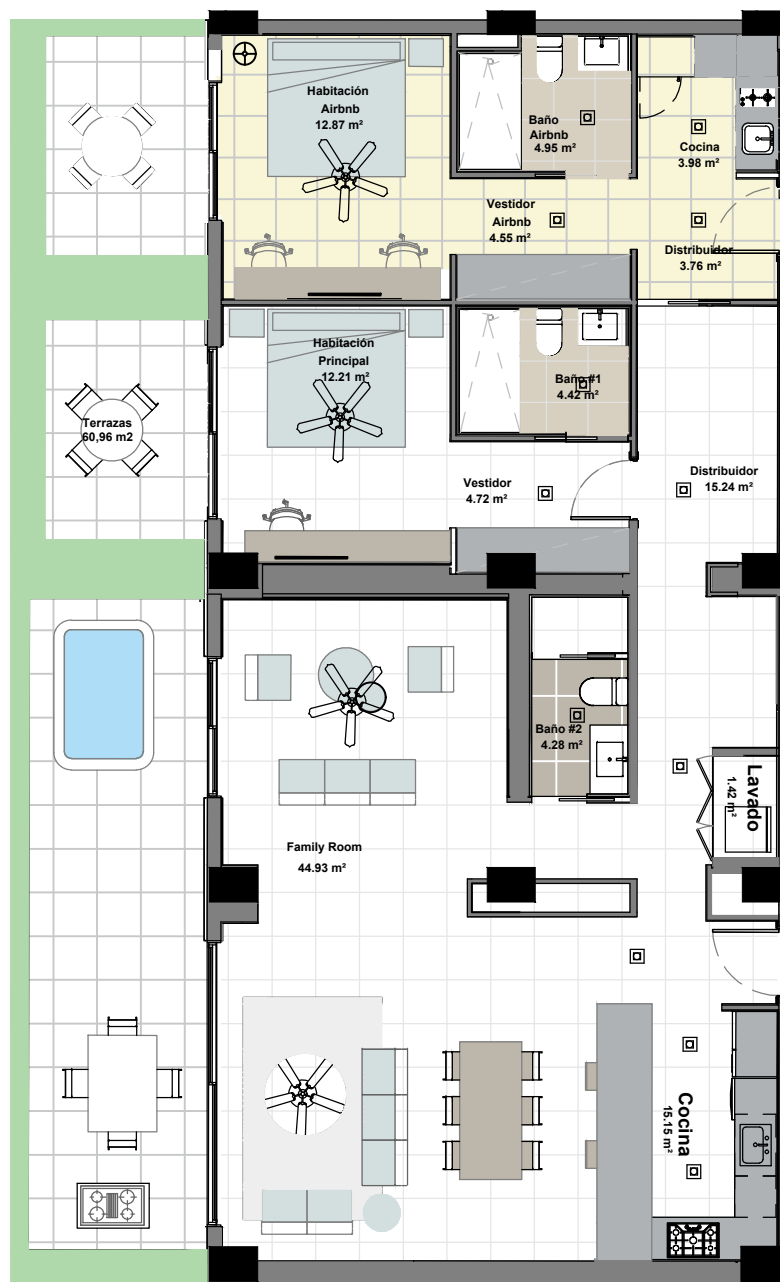 Habitación
Airbnb
12.87 m²
Baño
Airbnb
4.95 m²
Cocina
3.98 m²
Vestidor
Airbnb
4.55 m²
Distribuidor
3.76 m²
Habitación
Principal
12.21 m²
Baño #1
4.42 m²
Terrazas
60,96 m2
Vestidor
4.72 m²
Distribuidor
15.24 m²
Baño #2
4.28 m²
Lavado
1.42 m²
Family Room
44.93 m²
Cocina
15.15 m²